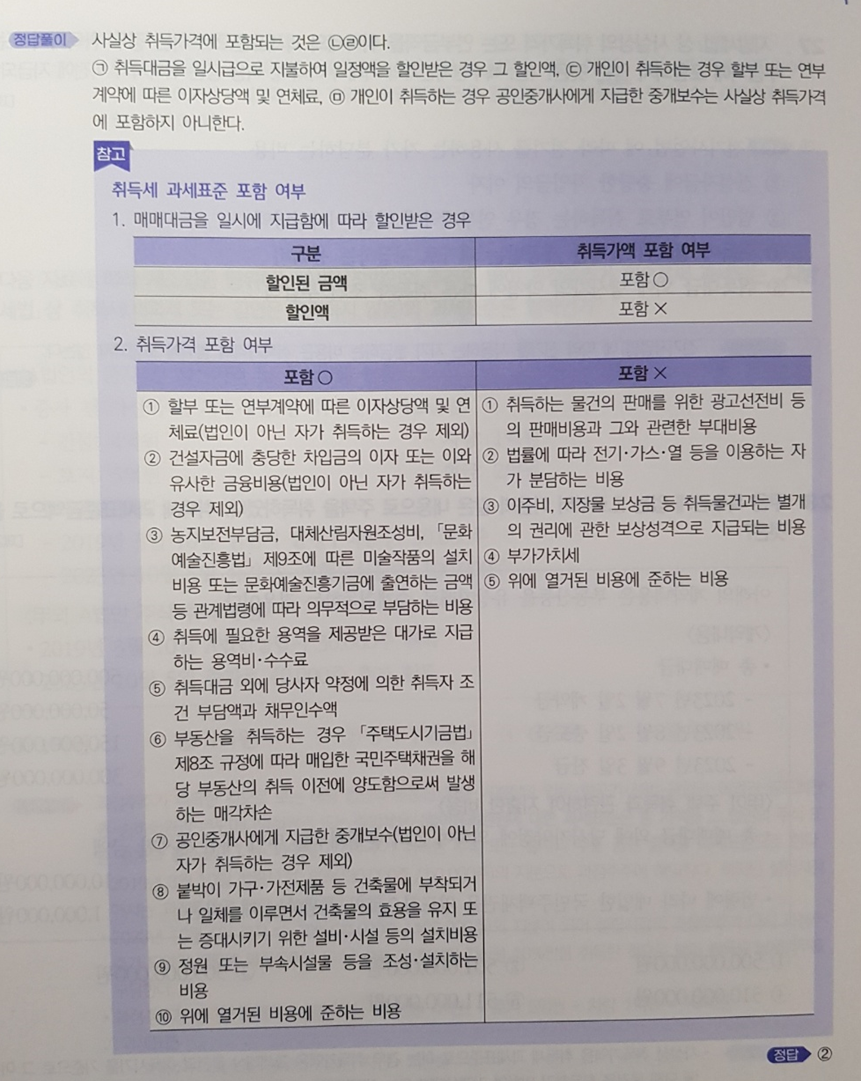 정답풀이 사실상 취득가격에 포함되는 것은 ㉡㉣이다.
㉠ 취득대금을 일시급으로 지불하여 일정액을 할인받은 경우 그 할인액, ㉢ 개인이 취득하는 경우 할부 또는 연부
계약에 따른 이자상당액 및 연체료, ㉤ 개인이 취득하는 경우 공인중개사에게 지급한 중개보수는 사실상 취득가격
에 포함하지 아니한다.
참고
취득세 과세표준 포함 여부
1. 매매대금을 일시에 지급함에 따라 할인받은 경우
구분 취득가액 포함 여부
할인된 금액 포함○
할인액 포함×
2. 취득가격 포함 여부
포함○
① 할부 또는 연부계약에 따른 이자상당액 및 연
체료(법인이 아닌 자가 취득하는 경우 제외)
② 건설자금에 충당한 차입금의 이자 또는 이와
유사한 금융비용(법인이 아닌 자가 취득하는
경우 제외)
③ 농지보전부담금, 대체산림자원조성비, 「문화
예술진흥법」 제9조에 따른 미술작품의 설치
비용 또는 문화예술진흥기금에 출연하는 금액
등 관계법령에 따라 의무적으로 부담하는 비용
④ 취득에 필요한 용역을 제공받은 대가로 지급
하는 용역비·수수료
⑤ 취득대금 외에 당사자 약정에 의한 취득자 조
건 부담액과 채무인수액
⑥ 부동산을 취득하는 경우 「주택도시기금법」
제8조 규정에 따라 매입한 국민주택채권을 해
당 부동산의 취득 이전에 양도함으로써 발생
하는 매각차손
⑦ 공인중개사에게 지급한 중개보수(법인이 아닌
자가 취득하는 경우 제외)
⑧ 붙박이 가구·가전제품 등 건축물에 부착되거
나 일체를 이루면서 건축물의 효용을 유지 또
는 증대시키기 위한 설비·시설 등의 설치비용
⑨ 정원 또는 부속시설물 등을 조성·설치하는
비용
⑩ 위에 열거된 비용에 준하는 비용
포함×
① 취득하는 물건의 판매를 위한 광고선전비 등
의 판매비용과 그와 관련한 부대비용
② 법률에 따라 전기·가스·열 등을 이용하는 자
가 분담하는 비용
③ 이주비, 지장물 보상금 등 취득물건과는 별개
의 권리에 관한 보상성격으로 지급되는 비용
④ 부가가치세
⑤ 위에 열거된 비용에 준하는 비용
정답 ②